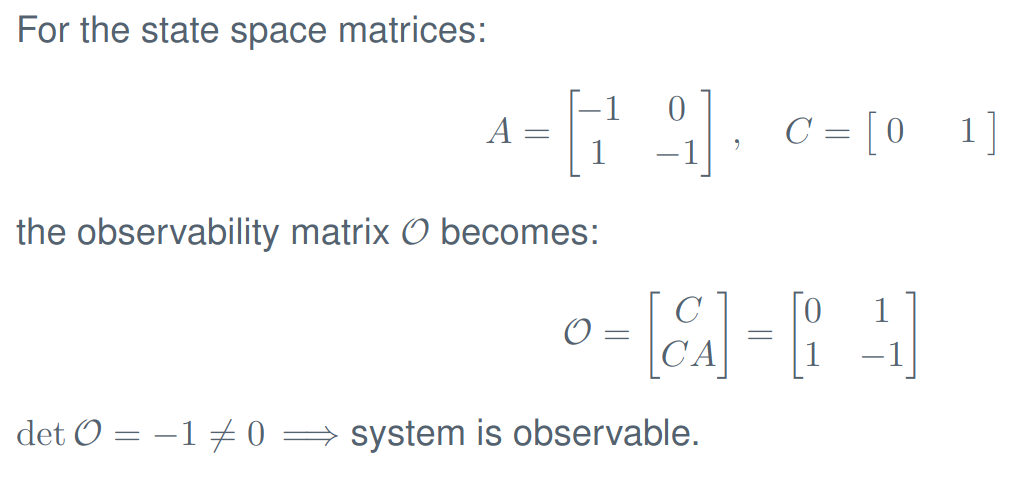 For the state space matrices:
A = [−1 0; 1 −1], C = [0 1]
the observability matrix 𝒪 becomes:
𝒪 = [C; CA] = [0 1; 1 −1]
det 𝒪 = −1 ≠ 0 ⟹ system is observable.